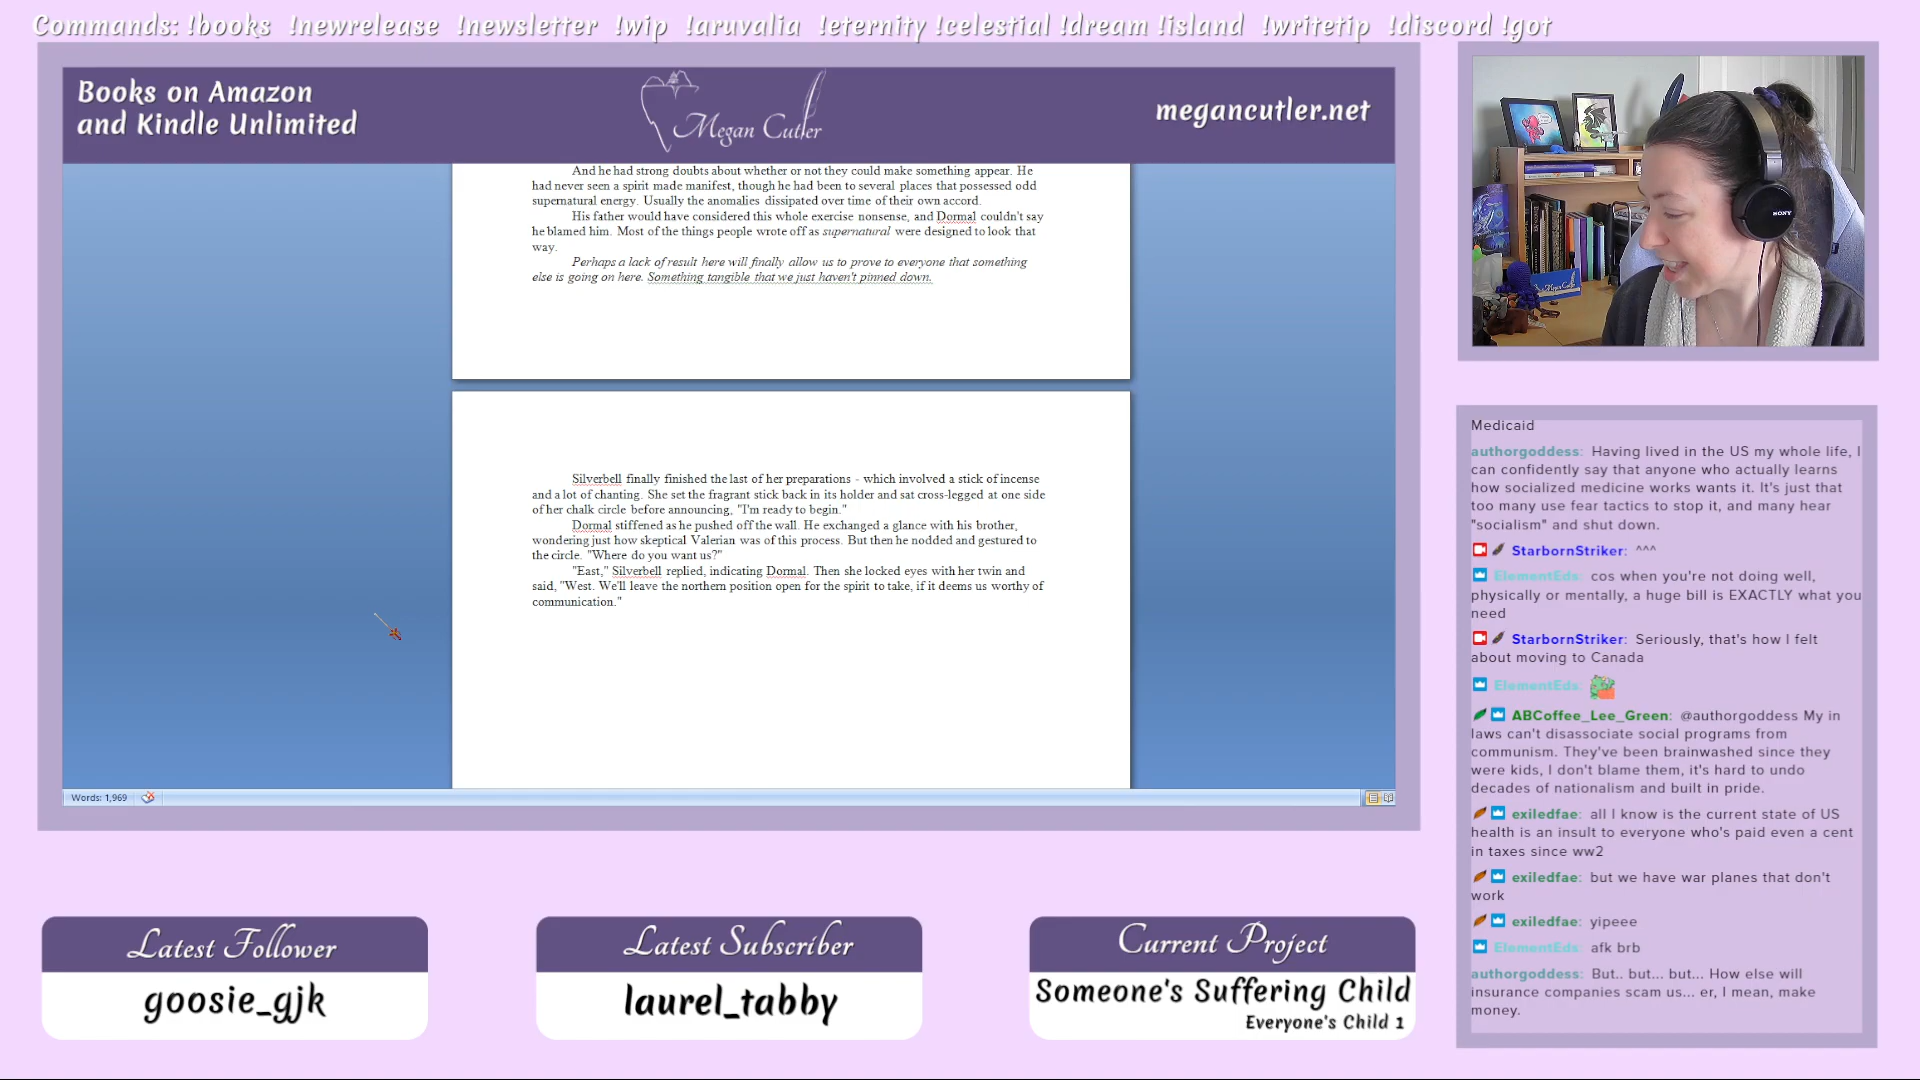 Commands: !books !newrelease !newsletter !wip !aruvalia !eternity !celestial !dream !island !writetip !discord !got
Books on Amazon
and Kindle Unlimited
Megan Cutler
megancutler.net
And he had strong doubts about whether or not they could make something appear. He
had never seen a spirit made manifest, though he had been to several places that possessed odd
supernatural energy. Usually the anomalies dissipated over time of their own accord.
His father would have considered this whole exercise nonsense, and Dormal couldn't say
he blamed him. Most of the things people wrote off as supernatural were designed to look that
way.
Perhaps a lack of result here will finally allow us to prove to everyone that something
else is going on here. Something tangible that we just haven't pinned down.
Silverbell finally finished the last of her preparations - which involved a stick of incense
and a lot of chanting. She set the fragrant stick back in its holder and sat cross-legged at one side
of her chalk circle before announcing, "I'm ready to begin."
Dormal stiffened as he pushed off the wall. He exchanged a glance with his brother,
wondering just how skeptical Valerian was of this process. But then he nodded and gestured to
the circle. "Where do you want us?"
"East," Silverbell replied, indicating Dormal. Then she locked eyes with her twin and
said, "West. We'll leave the northern position open for the spirit to take, if it deems us worthy of
communication."
Words: 1,969
SONY
Megan Cutler
Medicaid
authorgoddess: Having lived in the US my whole life, I
can confidently say that anyone who actually learns
how socialized medicine works wants it. It's just that
too many use fear tactics to stop it, and many hear
"socialism" and shut down.
StarbornStriker: ^^^
ElementEds: cos when you're not doing well,
physically or mentally, a huge bill is EXACTLY what you
need
StarbornStriker: Seriously, that's how I felt
about moving to Canada
ElementEds:
ABCoffee_Lee_Green: @authorgoddess My in
laws can't disassociate social programs from
communism. They've been brainwashed since they
were kids, I don't blame them, it's hard to undo
decades of nationalism and built in pride.
exiledfae: all I know is the current state of US
health is an insult to everyone who's paid even a cent
in taxes since ww2
exiledfae: but we have war planes that don't
work
exiledfae: yipeee
ElementEds: afk brb
authorgoddess: But.. but... but... How else will
insurance companies scam us... er, I mean, make
money.
Latest Follower
goosie_gjk
Latest Subscriber
laurel_tabby
Current Project
Someone's Suffering Child
Everyone's Child 1